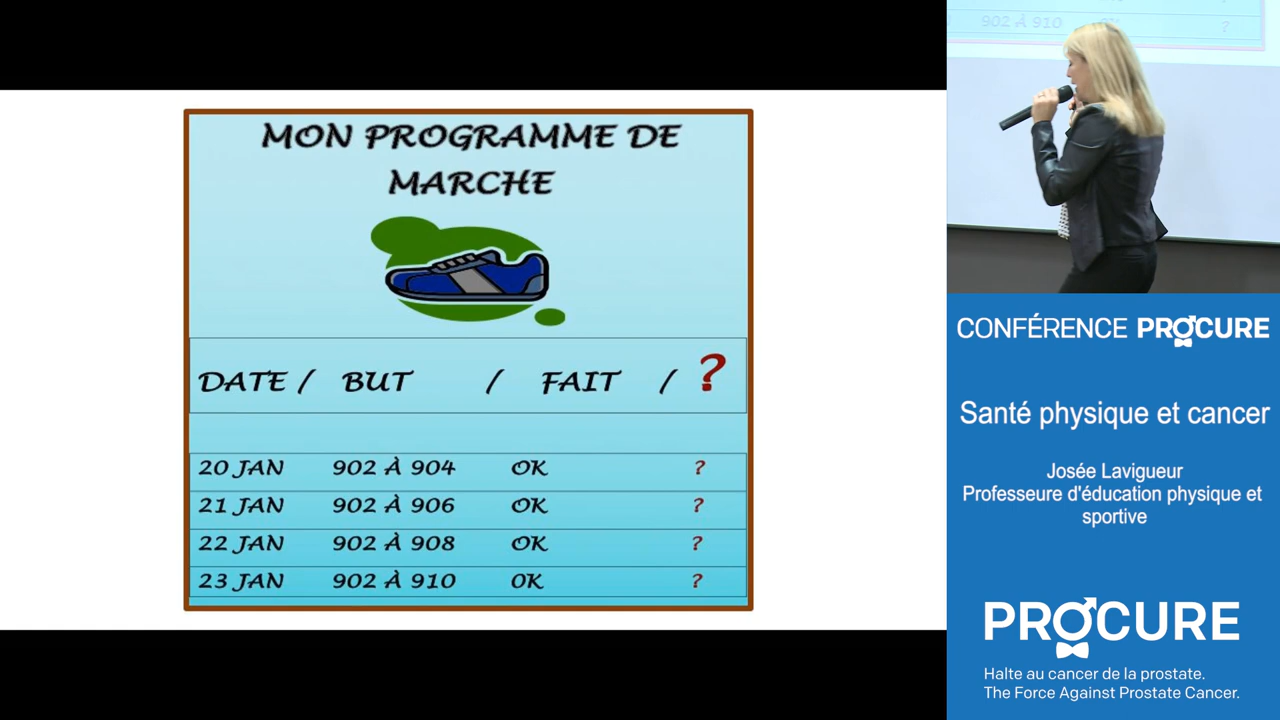 MON PROGRAMME DE
MARCHE
DATE / BUT / FAIT / ?
20 JAN 902 À 904 OK ?
21 JAN 902 À 906 OK ?
22 JAN 902 À 908 OK ?
23 JAN 902 À 910 OK ?
902 À 910 ?
CONFÉRENCE PROCURE
Santé physique et cancer
Josée Lavigueur
Professeure d'éducation physique et
sportive
PROCURE
Halte au cancer de la prostate.
The Force Against Prostate Cancer.